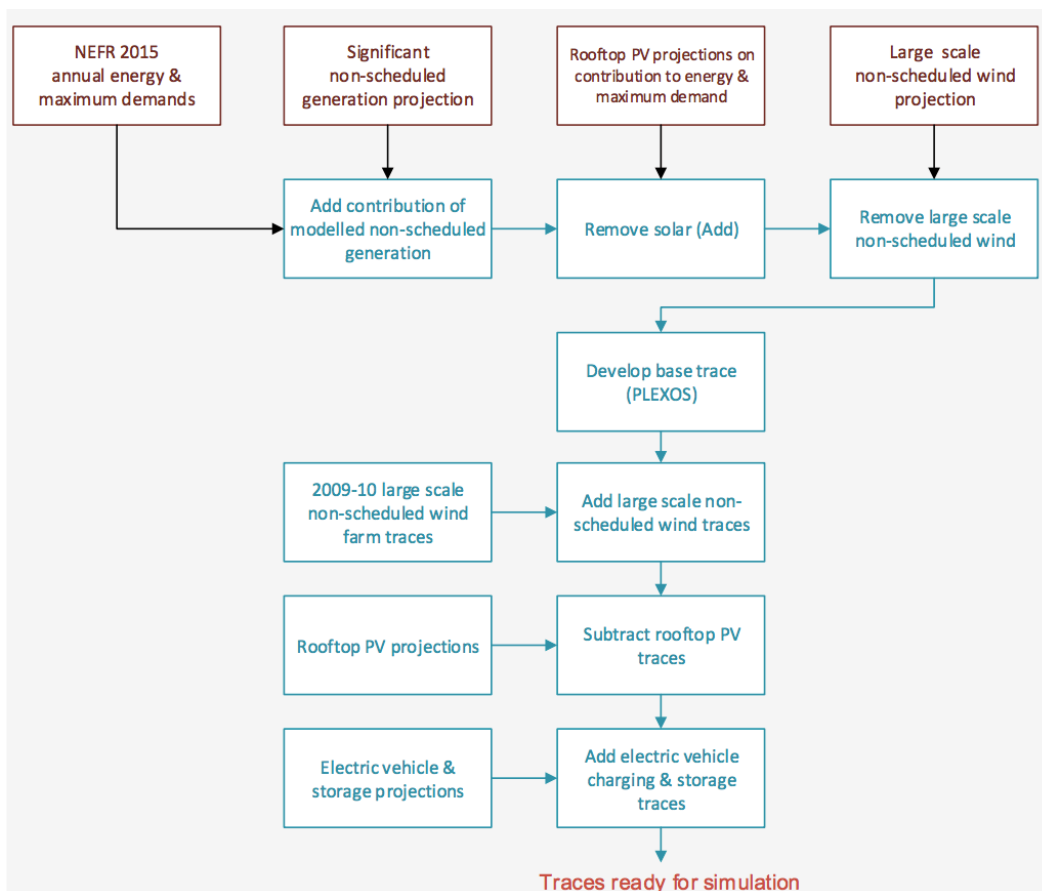 NEFR 2015
annual energy &
maximum demands
Significant
non-scheduled
generation projection
Rooftop PV projections on
contribution to energy &
maximum demand
Large scale
non-scheduled wind
projection
Add contribution of
modelled non-scheduled
generation
Remove solar (Add)
Remove large scale
non-scheduled wind
Develop base trace
(PLEXOS)
2009-10 large scale
non-scheduled wind
farm traces
Add large scale non-
scheduled wind traces
Rooftop PV projections
Subtract rooftop PV
traces
Electric vehicle &
storage projections
Add electric vehicle
charging & storage
traces
Traces ready for simulation